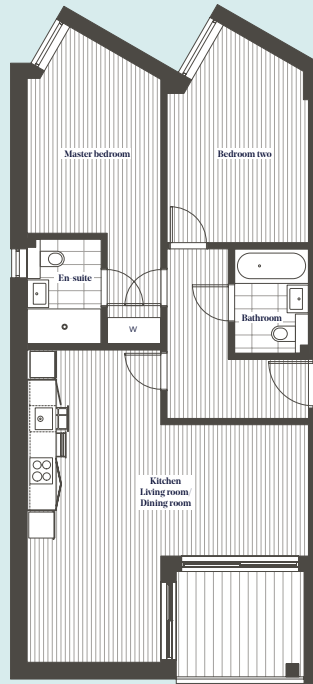 Master bedroom
Bedroom two
En-suite
Bathroom
W
Kitchen
Living room/
Dining room